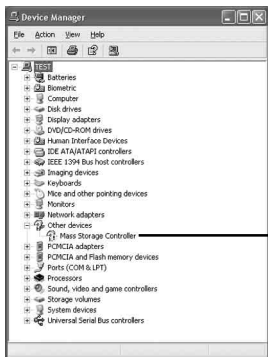 Device Manager
File Action View Help
TEST
Batteries
Biometric
Computer
Disk drives
Display adapters
DVD/CD-ROM drives
Human Interface Devices
IDE ATA/ATAPI controllers
IEEE 1394 Bus host controllers
Imaging devices
Keyboards
Mice and other pointing devices
Monitors
Network adapters
Other devices
Mass Storage Controller
PCMCIA adapters
PCMCIA and Flash memory devices
Ports (COM & LPT)
Processors
Sound, video and game controllers
Storage volumes
System devices
Universal Serial Bus controllers